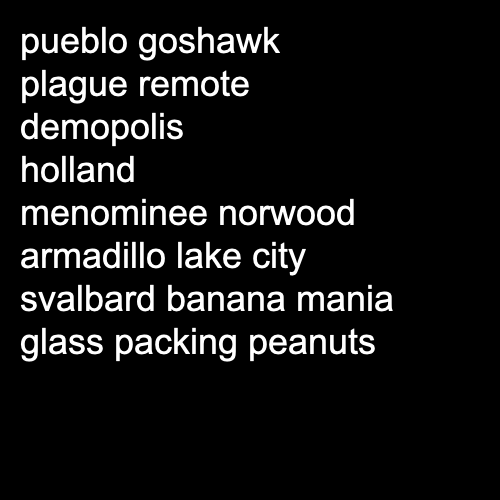 pueblo goshawk
plague remote
demopolis
holland
menominee norwood
armadillo lake city
svalbard banana mania
glass packing peanuts